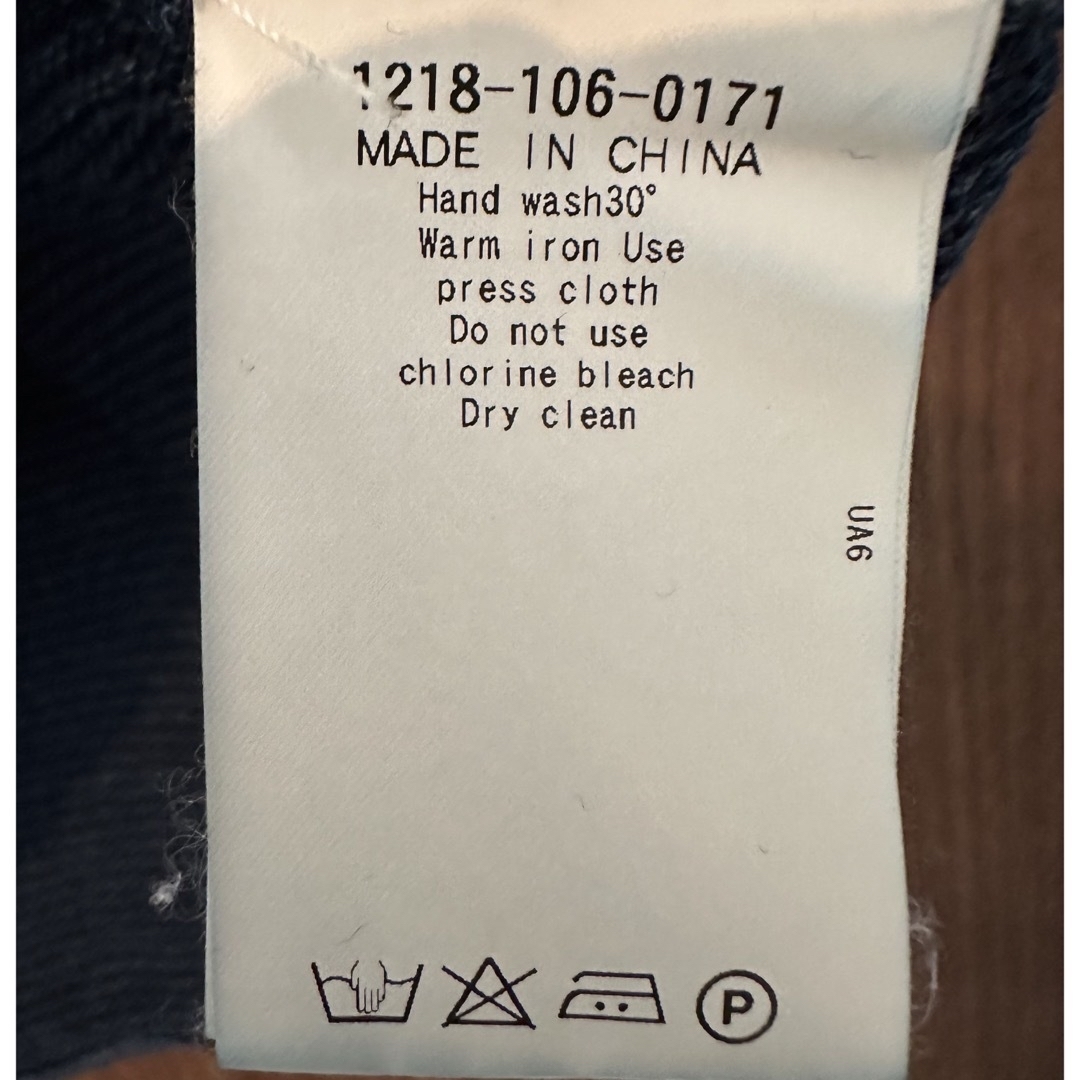 1218-106-0171
MADE IN CHINA
Hand wash30°
Warm iron Use
press cloth
Do not use
chlorine bleach
Dry clean
UA6
P